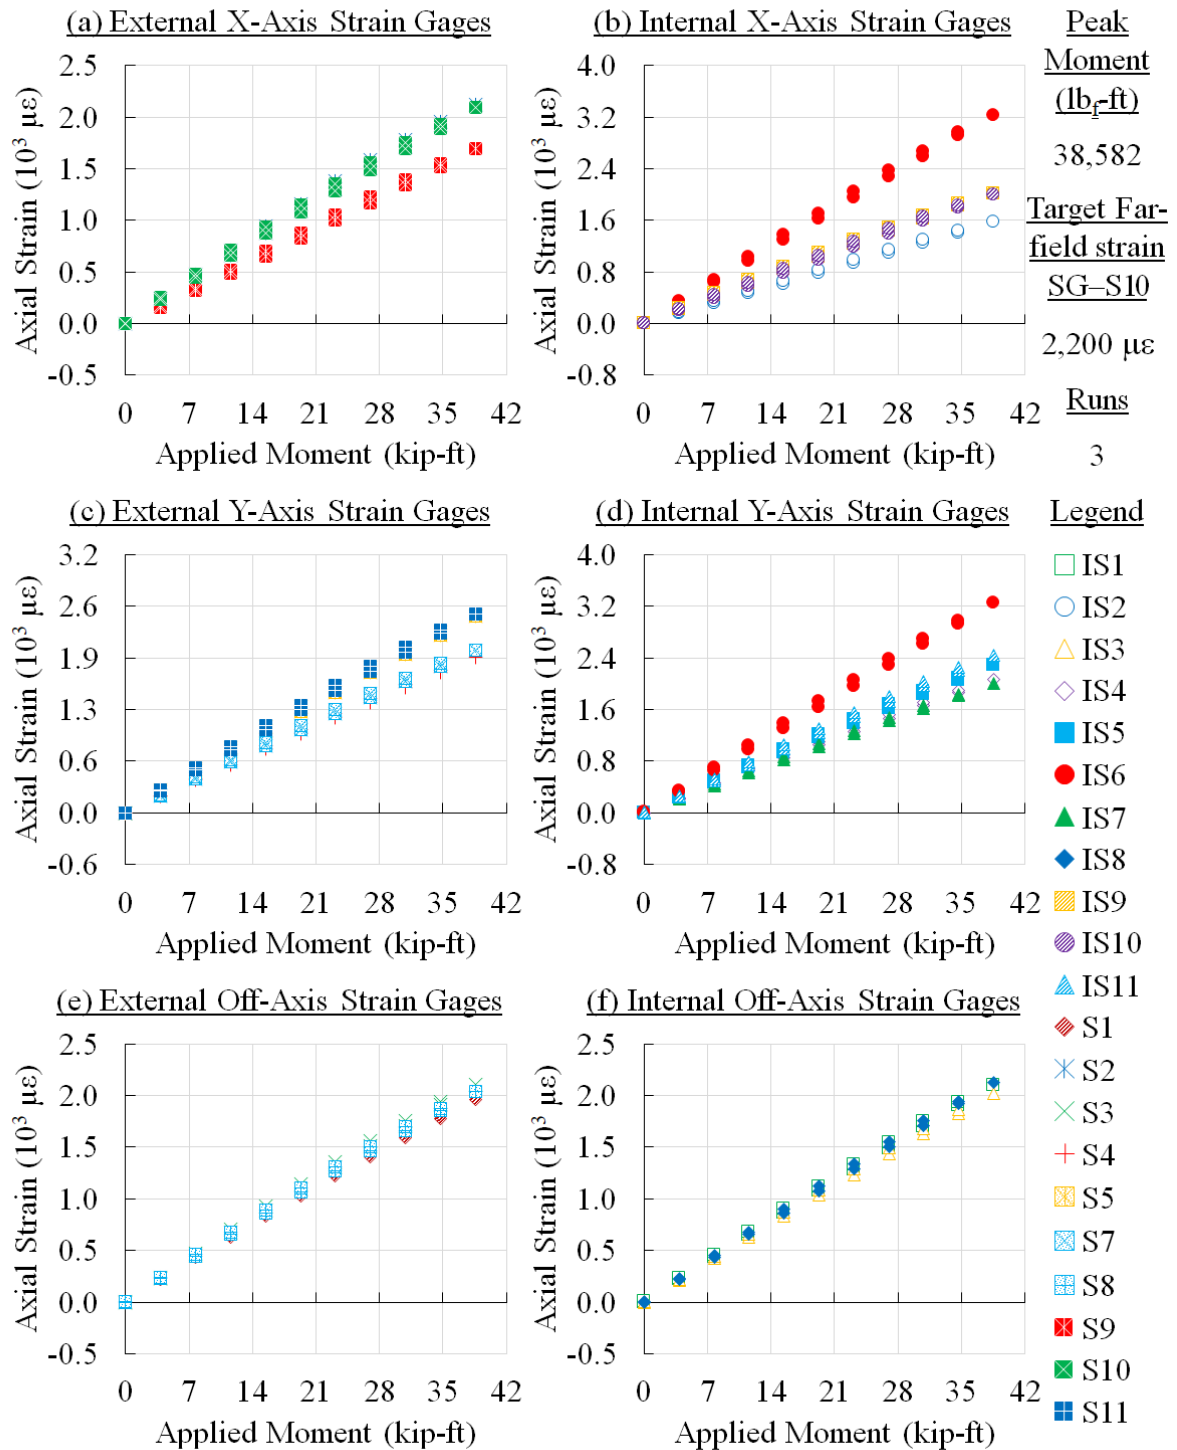 (a) External X-Axis Strain Gages
(b) Internal X-Axis Strain Gages
Peak
Moment
(lbf-ft)
38,582
Target Far-
field strain
SG–S10
2,200 με
Runs
3
Axial Strain (10³ με)
2.5
2.0
1.5
1.0
0.5
0.0
-0.5
0 7 14 21 28 35 42
Applied Moment (kip-ft)
Axial Strain (10³ με)
4.0
3.2
2.4
1.6
0.8
0.0
-0.8
0 7 14 21 28 35 42
Applied Moment (kip-ft)
(c) External Y-Axis Strain Gages
(d) Internal Y-Axis Strain Gages
Axial Strain (10³ με)
3.2
2.6
1.9
1.3
0.6
0.0
-0.6
0 7 14 21 28 35 42
Applied Moment (kip-ft)
Axial Strain (10³ με)
4.0
3.2
2.4
1.6
0.8
0.0
-0.8
0 7 14 21 28 35 42
Applied Moment (kip-ft)
Legend
IS1
IS2
IS3
IS4
IS5
IS6
IS7
IS8
IS9
IS10
IS11
S1
S2
S3
S4
S5
S7
S8
S9
S10
S11
(e) External Off-Axis Strain Gages
(f) Internal Off-Axis Strain Gages
Axial Strain (10³ με)
2.5
2.0
1.5
1.0
0.5
0.0
-0.5
0 7 14 21 28 35 42
Applied Moment (kip-ft)
Axial Strain (10³ με)
2.5
2.0
1.5
1.0
0.5
0.0
-0.5
0 7 14 21 28 35 42
Applied Moment (kip-ft)